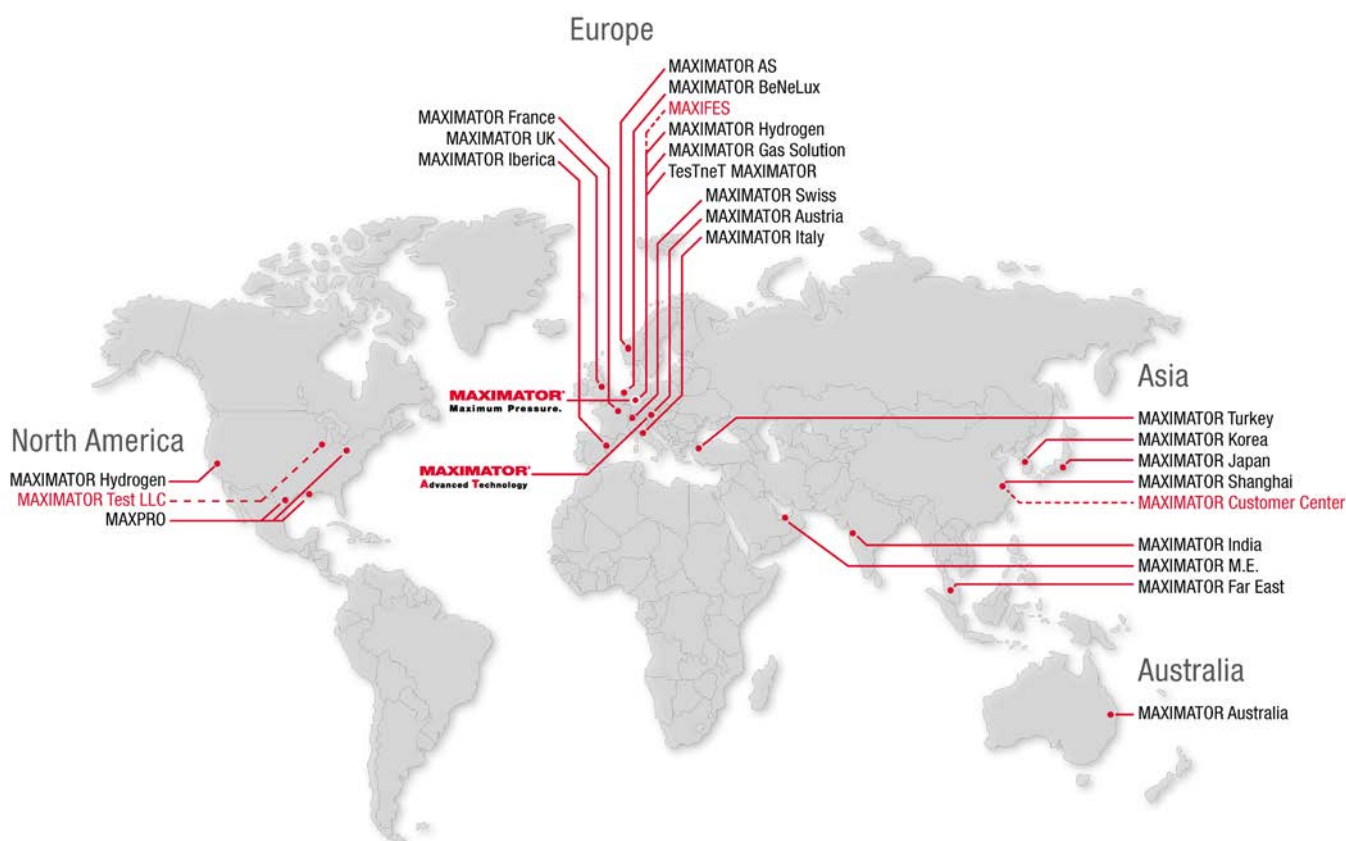 Europe
MAXIMATOR AS
MAXIMATOR BeNeLux
MAXIFES
MAXIMATOR Hydrogen
MAXIMATOR Gas Solution
TesTneT MAXIMATOR
MAXIMATOR Swiss
MAXIMATOR Austria
MAXIMATOR Italy
MAXIMATOR France
MAXIMATOR UK
MAXIMATOR Iberica
MAXIMATOR®
Maximum Pressure.
MAXIMATOR®
Advanced Technology
North America
MAXIMATOR Hydrogen
MAXIMATOR Test LLC
MAXPRO
Asia
MAXIMATOR Turkey
MAXIMATOR Korea
MAXIMATOR Japan
MAXIMATOR Shanghai
MAXIMATOR Customer Center
MAXIMATOR India
MAXIMATOR M.E.
MAXIMATOR Far East
Australia
MAXIMATOR Australia